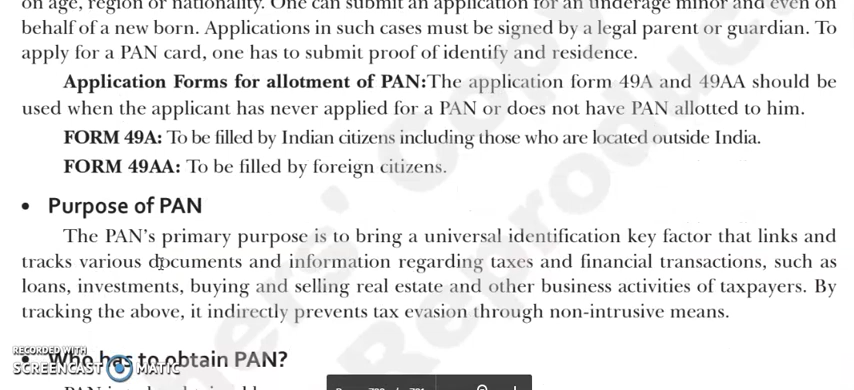 on age, region or nationality. One can submit an application for an underage minor and even on
behalf of a new born. Applications in such cases must be signed by a legal parent or guardian. To
apply for a PAN card, one has to submit proof of identify and residence.
Application Forms for allotment of PAN:The application form 49A and 49AA should be
used when the applicant has never applied for a PAN or does not have PAN allotted to him.
FORM 49A: To be filled by Indian citizens including those who are located outside India.
FORM 49AA: To be filled by foreign citizens.
• Purpose of PAN
The PAN's primary purpose is to bring a universal identification key factor that links and
tracks various documents and information regarding taxes and financial transactions, such as
loans, investments, buying and selling real estate and other business activities of taxpayers. By
tracking the above, it indirectly prevents tax evasion through non-intrusive means.
• Who has to obtain PAN?
RECORDED WITH
SCREENCAST MATIC